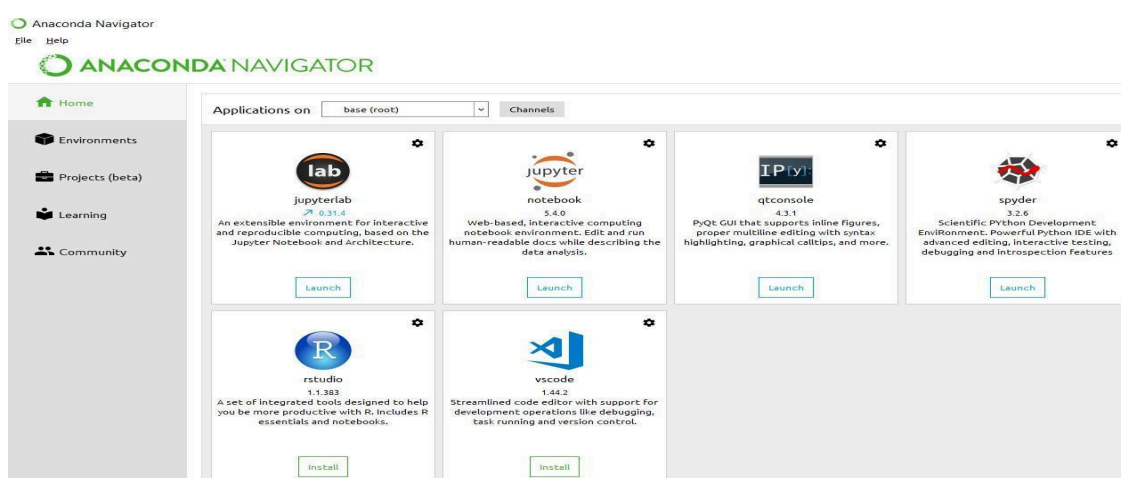 Anaconda Navigator
File Help
ANACONDA NAVIGATOR
Home
Environments
Projects (beta)
Learning
Community
Applications on base (root) Channels
lab
jupyterlab
0.31.4
An extensible environment for interactive
and reproducible computing, based on the
Jupyter Notebook and Architecture.
Launch
jupyter
notebook
5.4.0
Web-based, interactive computing
notebook environment. Edit and run
human-readable docs while describing the
data analysis.
Launch
IP[y]:
qtconsole
4.3.1
PyQt GUI that supports inline figures,
proper multiline editing with syntax
highlighting, graphical calltips, and more.
Launch
spyder
3.2.6
Scientific PYthon Development
EnviRonment. Powerful Python IDE with
advanced editing, interactive testing,
debugging and introspection features
Launch
R
rstudio
1.1.383
A set of integrated tools designed to help
you be more productive with R. Includes R
essentials and notebooks.
Install
vscode
1.44.2
Streamlined code editor with support for
development operations like debugging,
task running and version control.
Install